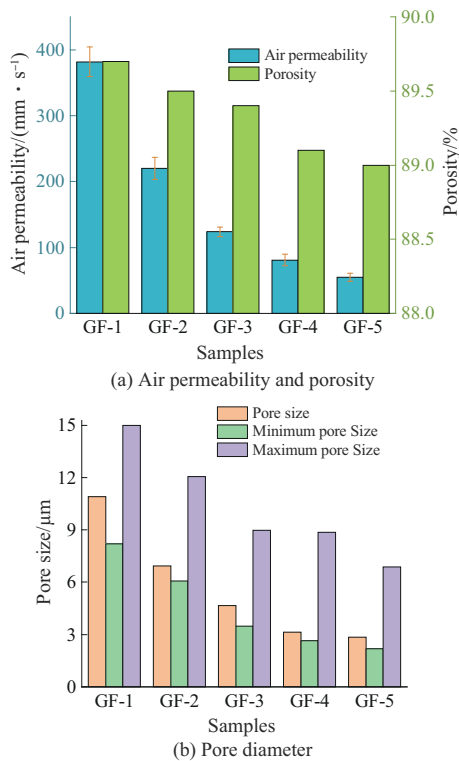 Air permeability/(mm · s⁻¹)
400
300
200
100
0
Air permeability
Porosity
90.0
89.5
89.0
88.5
88.0
Porosity/%
GF-1 GF-2 GF-3 GF-4 GF-5
Samples
(a) Air permeability and porosity
Pore size/μm
15
12
9
6
3
0
Pore size
Minimum pore Size
Maximum pore Size
GF-1 GF-2 GF-3 GF-4 GF-5
Samples
(b) Pore diameter